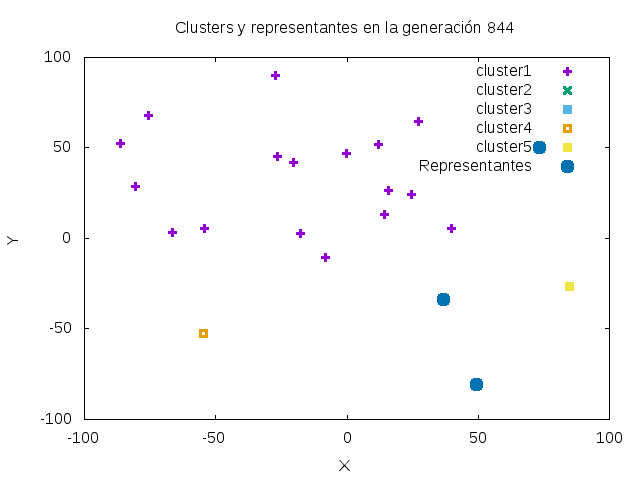 Clusters y representantes en la generación 844
cluster1
cluster2
cluster3
cluster4
cluster5
Representantes
100
50
0
-50
-100
Y
-100
-50
0
50
100
X